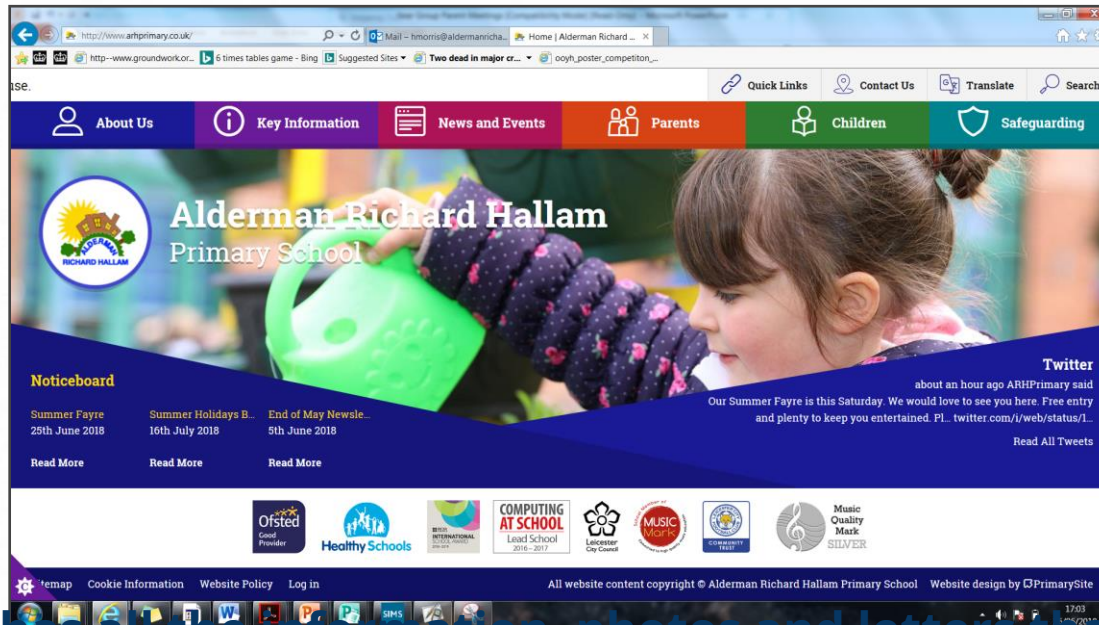 http://www.arhprimary.co.uk/
Mail – hmorris@aldermanricha...
Home | Alderman Richard ...
http--www.groundwork.or...
6 times tables game - Bing
Suggested Sites
Two dead in major cr...
ooyh_poster_competiton_...
use.
Quick Links
Contact Us
Translate
Search
About Us
Key Information
News and Events
Parents
Children
Safeguarding
Alderman Richard Hallam
Primary School
ALDERMAN
RICHARD HALLAM
Noticeboard
Summer Fayre
25th June 2018
Read More
Summer Holidays B...
16th July 2018
Read More
End of May Newsle...
5th June 2018
Read More
Twitter
about an hour ago ARHPrimary said
Our Summer Fayre is this Saturday. We would love to see you here. Free entry
and plenty to keep you entertained. Pl... twitter.com/i/web/status/1...
Read All Tweets
Ofsted
Good
Provider
Healthy Schools
INTERNATIONAL
SCHOOL AWARD
COMPUTING
AT SCHOOL
Lead School
2016 – 2017
Leicester
City Council
MUSIC
Mark
COMMUNITY
TRUST
Music
Quality
Mark
SILVER
Cookie Information
Website Policy
Log in
All website content copyright © Alderman Richard Hallam Primary School
Website design by PrimarySite
SIMS
17:03
photos and letters